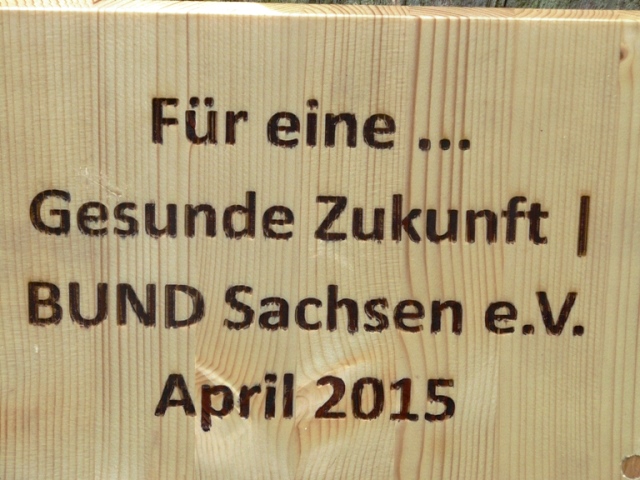 Für eine ...
Gesunde Zukunft |
BUND Sachsen e.V.
April 2015